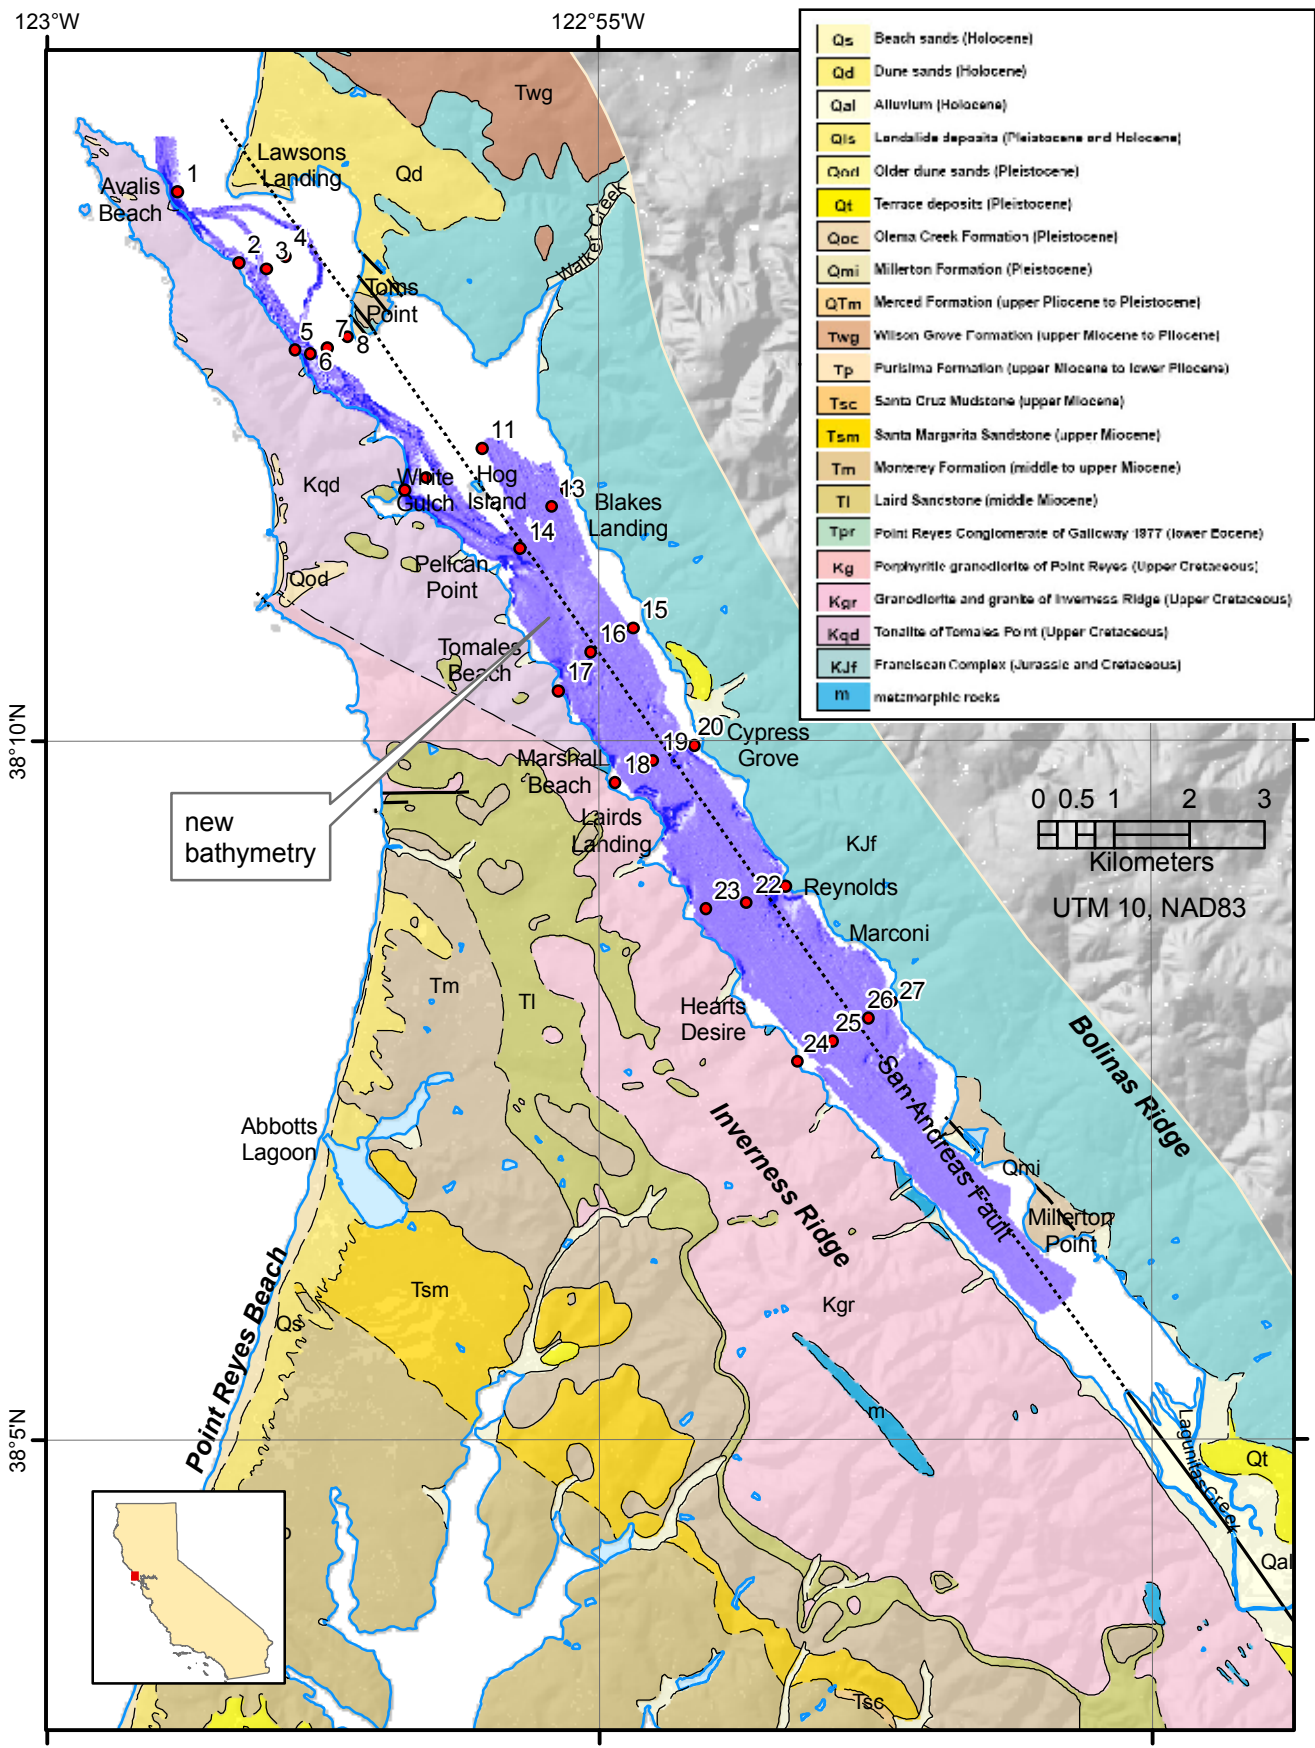 123°W
122°55'W
Qs Beach sands (Holocene)
Qd Dune sands (Holocene)
Qal Alluvium (Holocene)
Qls Landslide deposits (Pleistocene and Holocene)
Qod Older dune sands (Pleistocene)
Qt Terrace deposits (Pleistocene)
Qoc Olema Creek Formation (Pleistocene)
Qmi Millerton Formation (Pleistocene)
QTm Merced Formation (upper Pliocene to Pleistocene)
Twg Wilson Grove Formation (upper Miocene to Pliocene)
Tp Purisima Formation (upper Miocene to lower Pliocene)
Tsc Santa Cruz Mudstone (upper Miocene)
Tsm Santa Margarita Sandstone (upper Miocene)
Tm Monterey Formation (middle to upper Miocene)
Tl Laird Sandstone (middle Miocene)
Tpr Point Reyes Conglomerate of Galloway 1977 (lower Eocene)
Kg Porphyritic granodiorite of Point Reyes (Upper Cretaceous)
Kgr Granodiorite and granite of Inverness Ridge (Upper Cretaceous)
Kqd Tonalite of Tomales Point (Upper Cretaceous)
KJf Franciscan Complex (Jurassic and Cretaceous)
m metamorphic rocks
Twg
Lawsons
Landing
Qd
1
Avalis
Beach
Walker Creek
2
3
4
Toms
Point
5
6
7
8
11
Hog
Island
White
Gulch
Kqd
13
Blakes
Landing
14
Pelican
Point
Qod
15
16
Tomales
Beach
17
38°10'N
20
19
Cypress
Grove
Marshall
Beach
18
0 0.5 1 2 3
Kilometers
UTM 10, NAD83
new
bathymetry
Lairds
Landing
KJf
22
Reynolds
23
Marconi
Tm
Tl
Hearts
Desire
27
26
25
24
San Andreas Fault
Bolinas Ridge
Abbotts
Lagoon
Inverness Ridge
Qmi
Millerton
Point
Point Reyes Beach
Tsm
Kgr
Qs
m
38°5'N
Lagunitas Creek
Qt
Qal
Tsc